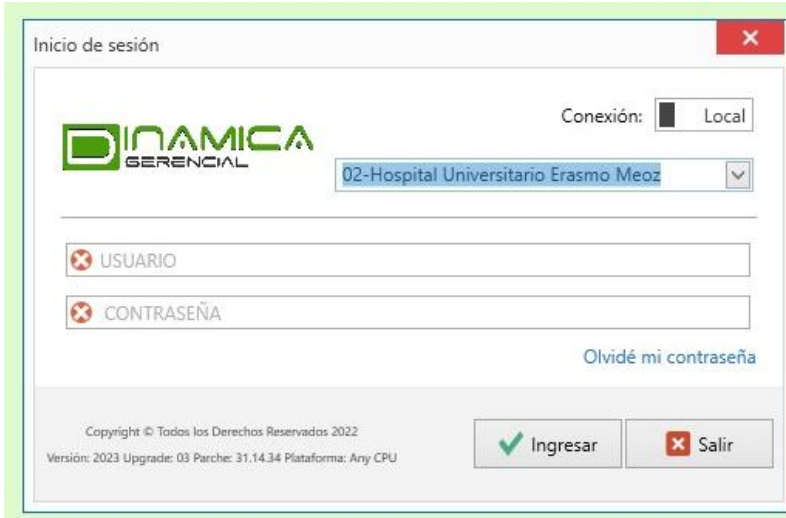 Inicio de sesión
Conexión: Local
DINAMICA
GERENCIAL
02-Hospital Universitario Erasmo Meoz
USUARIO
CONTRASEÑA
Olvidé mi contraseña
Copyright © Todos los Derechos Reservados 2022
Versión: 2023 Upgrade: 03 Parche: 31.14.34 Plataforma: Any CPU
Ingresar
Salir